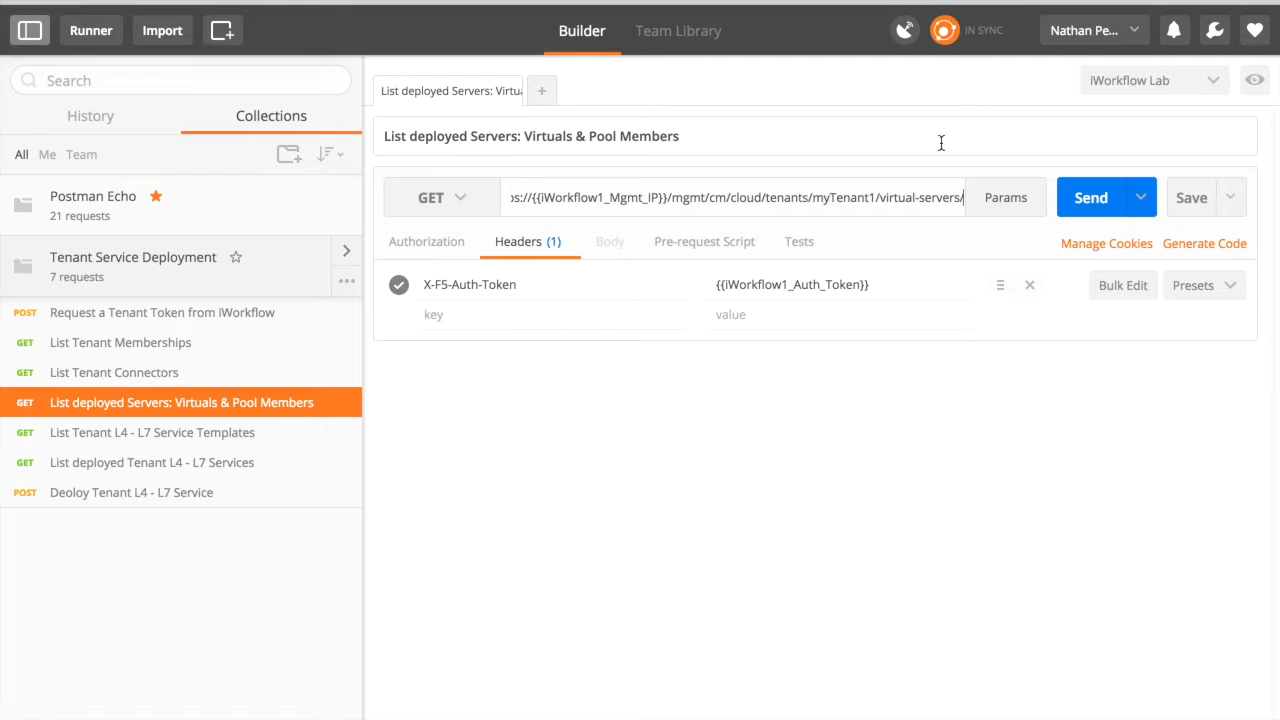 Runner
Import
Builder
Team Library
IN SYNC
Nathan Pe...
Search
History
Collections
All Me Team
Postman Echo
21 requests
Tenant Service Deployment
7 requests
POST Request a Tenant Token from iWorkflow
GET List Tenant Memberships
GET List Tenant Connectors
GET List deployed Servers: Virtuals & Pool Members
GET List Tenant L4 - L7 Service Templates
GET List deployed Tenant L4 - L7 Services
POST Deoloy Tenant L4 - L7 Service
List deployed Servers: Virtua
+
iWorkflow Lab
List deployed Servers: Virtuals & Pool Members
GET
ps://{{iWorkflow1_Mgmt_IP}}/mgmt/cm/cloud/tenants/myTenant1/virtual-servers/
Params
Send
Save
Authorization
Headers (1)
Body
Pre-request Script
Tests
Manage Cookies
Generate Code
X-F5-Auth-Token
{{iWorkflow1_Auth_Token}}
Bulk Edit
Presets
key
value